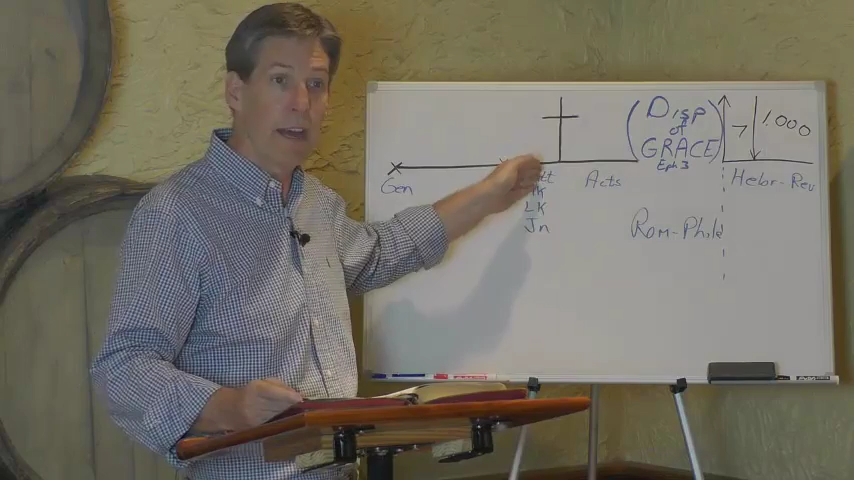 Disp
of
GRACE
Eph 3
7
1,000
Gen
Acts
Hebr-Rev
LK
Jn
Rom-Phile